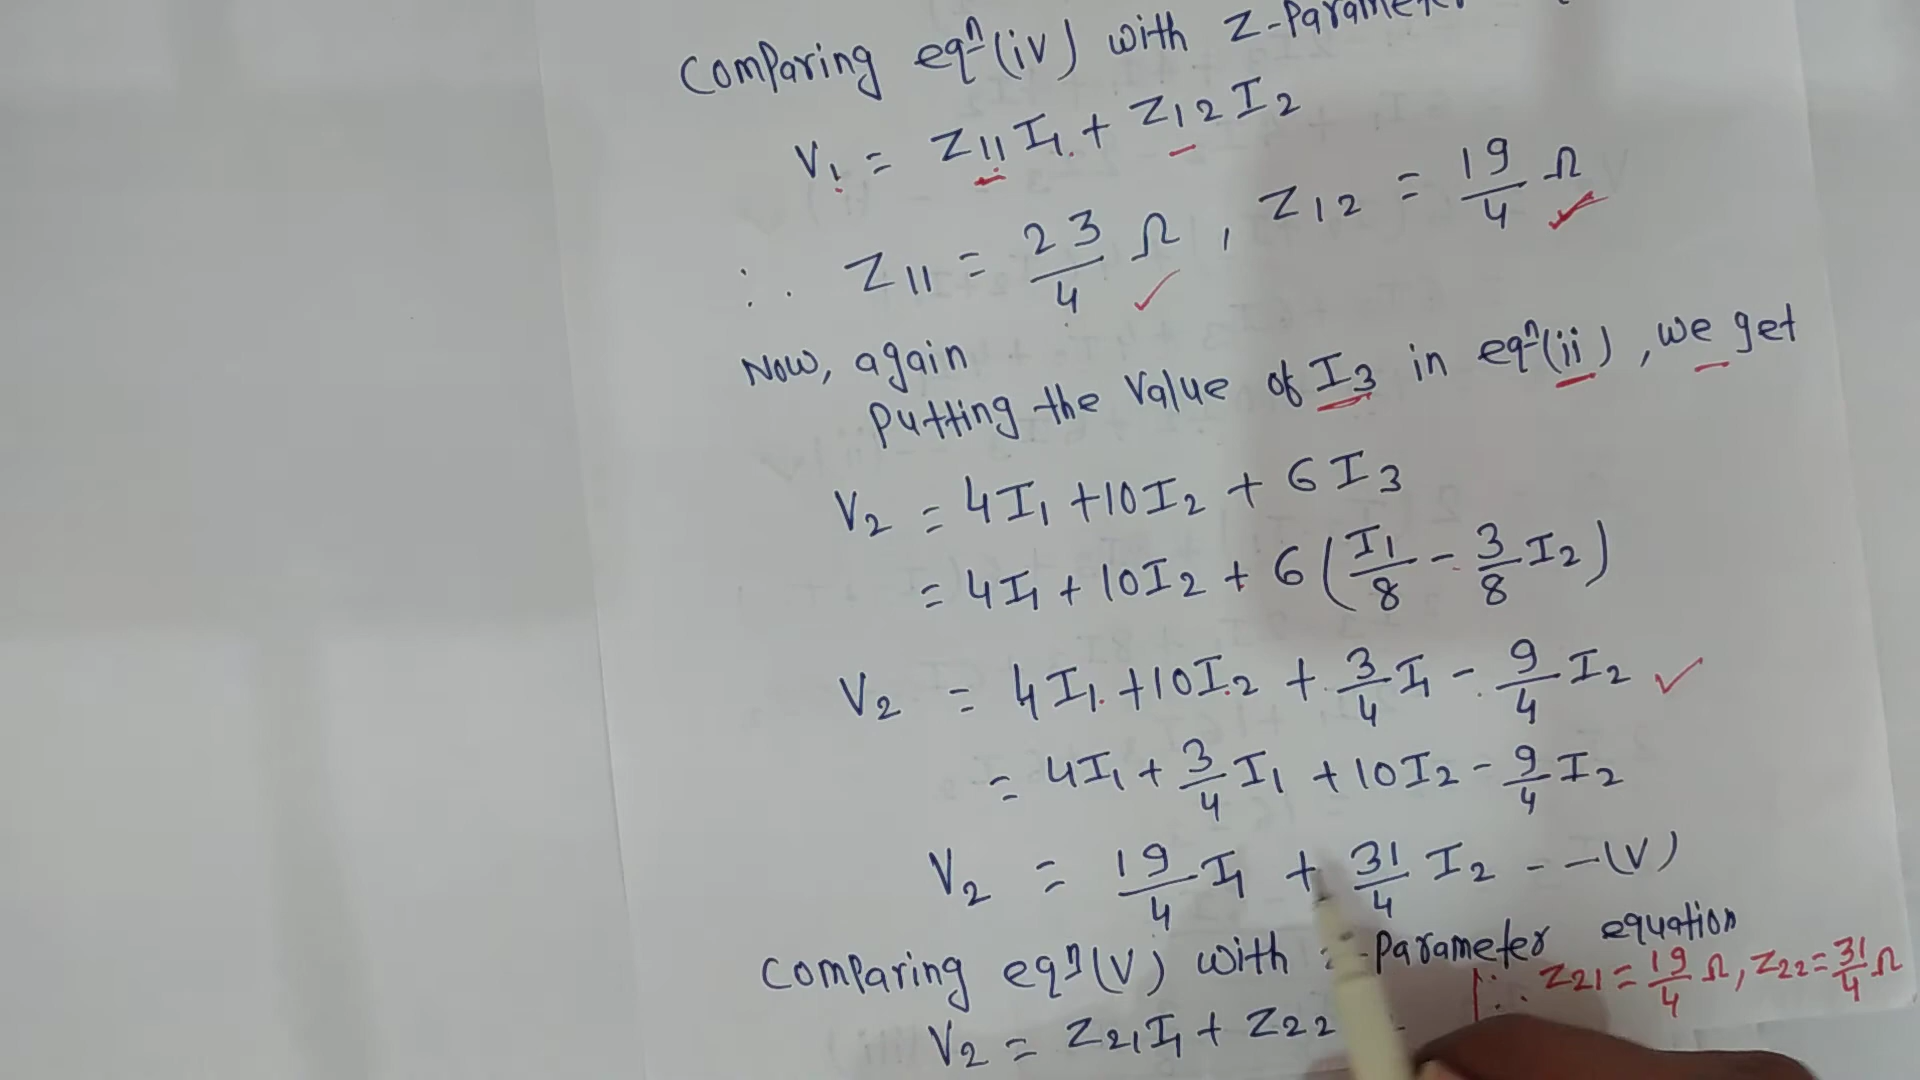 Comparing eqⁿ(iv) with Z-Parameter
V₁ = Z₁₁I₁ + Z₁₂I₂
∴ Z₁₁ = 23/4 Ω, Z₁₂ = 19/4 Ω
Now, again
Putting the Value of I₃ in eqⁿ(ii), we get
V₂ = 4I₁ + 10I₂ + 6I₃
= 4I₁ + 10I₂ + 6(I₁/8 - 3/8 I₂)
V₂ = 4I₁ + 10I₂ + 3/4 I₁ - 9/4 I₂
= 4I₁ + 3/4 I₁ + 10I₂ - 9/4 I₂
V₂ = 19/4 I₁ + 31/4 I₂ - - (V)
Comparing eqⁿ(V) with Parameter equation
V₂ = Z₂₁I₁ + Z₂₂
∴ Z₂₁ = 19/4 Ω, Z₂₂ = 31/4 Ω